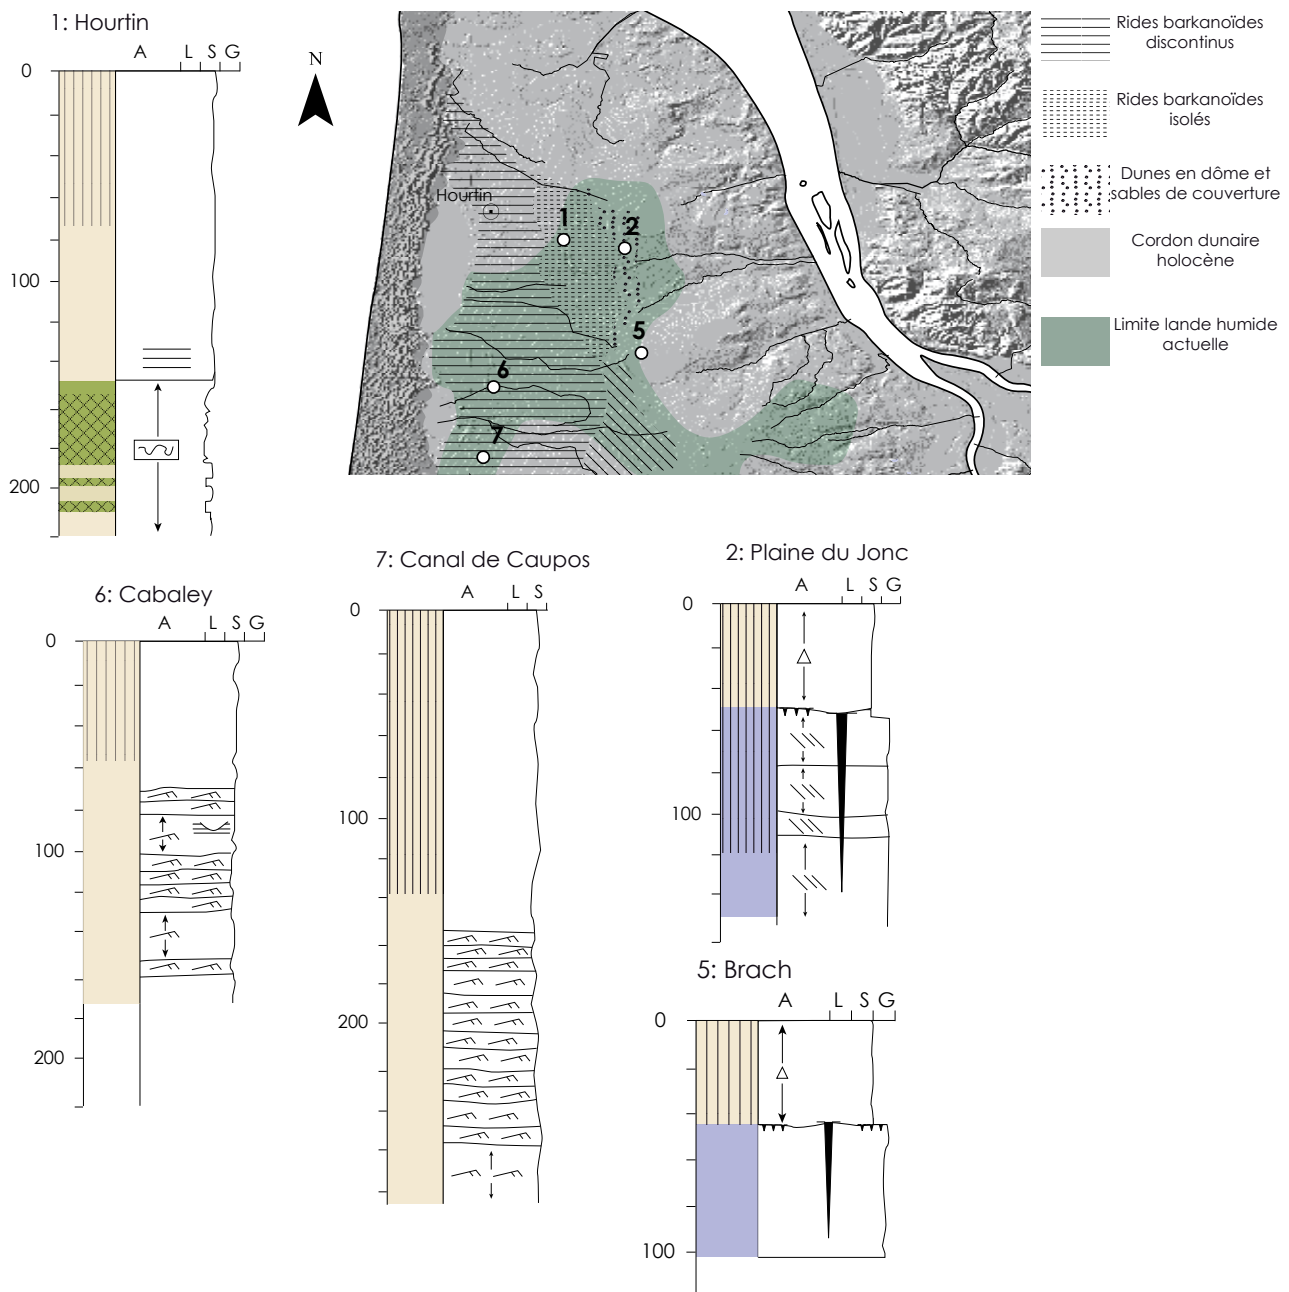 1: Hourtin
A L S G
0
100
200
N
Hourtin
1
2
5
6
7
Rides barkanoïdes
discontinus
Rides barkanoïdes
isolés
Dunes en dôme et
sables de couverture
Cordon dunaire
holocène
Limite lande humide
actuelle
6: Cabaley
A L S G
0
100
200
7: Canal de Caupos
A L S
0
100
200
2: Plaine du Jonc
A L S G
0
100
5: Brach
A L S G
0
100